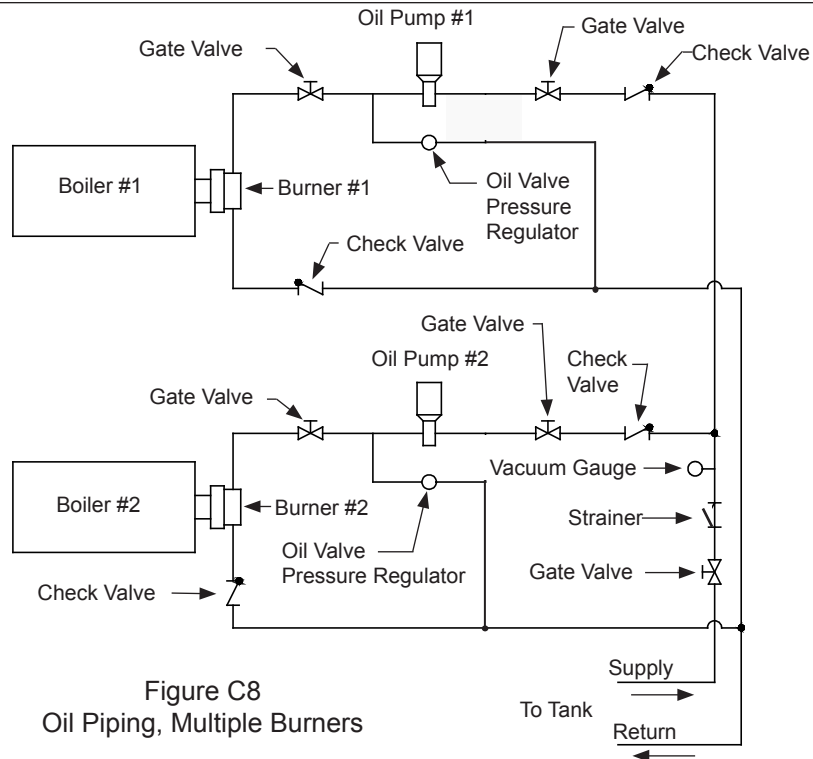 Oil Pump #1
Gate Valve
Gate Valve
Check Valve
Boiler #1
Burner #1
Oil Valve
Pressure
Regulator
Check Valve
Gate Valve
Oil Pump #2
Check
Valve
Gate Valve
Vacuum Gauge
Boiler #2
Burner #2
Strainer
Oil Valve
Pressure Regulator
Gate Valve
Check Valve
Supply
To Tank
Return
Figure C8
Oil Piping, Multiple Burners